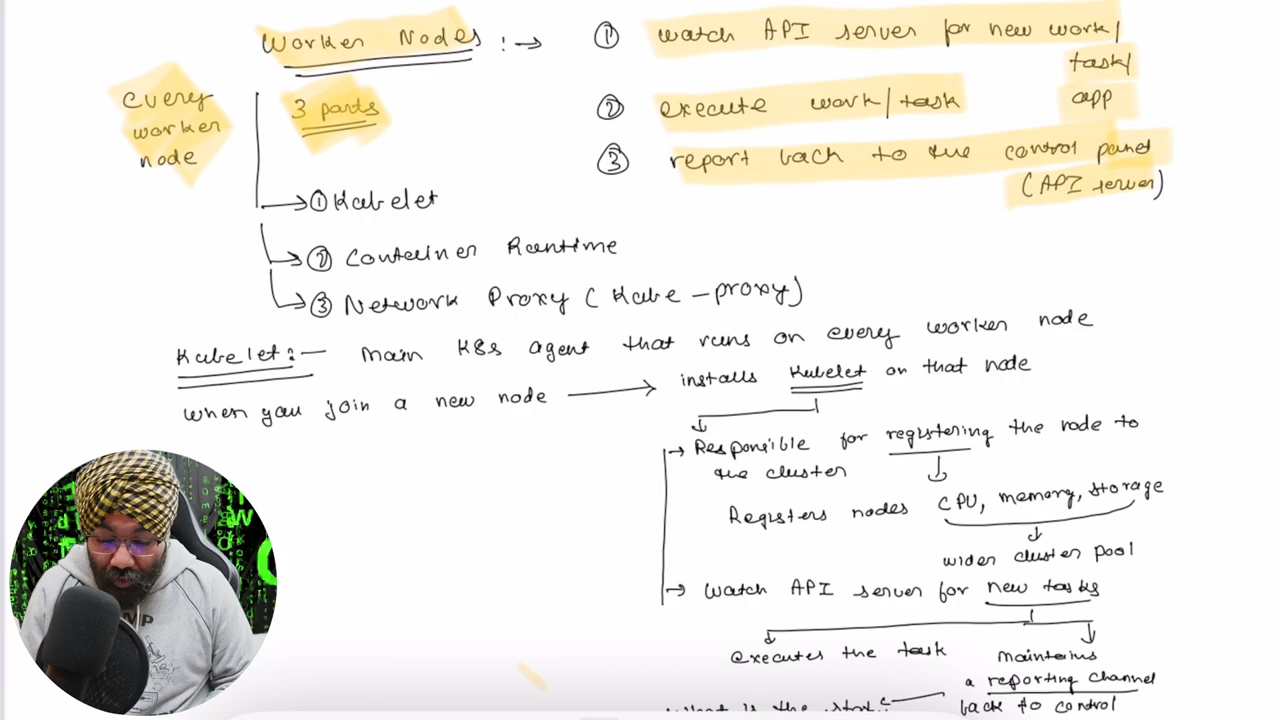 Worker Nodes :→ ① watch API server for new work/
task/
app
② execute work/task
③ report back to the control panel
(API server)
every
worker
node
3 parts
→ ① Kubelet
→ ② Container Runtime
→ ③ Network Proxy (Kube-proxy)
Kubelet:- Main K8s agent that runs on every worker node
when you join a new node → installs Kubelet on that node
→ Responsible for registering the node to
the cluster
Registers nodes CPU, memory, storage
wider cluster pool
→ Watch API server for new tasks
executes the task
maintains
a reporting channel
back to control